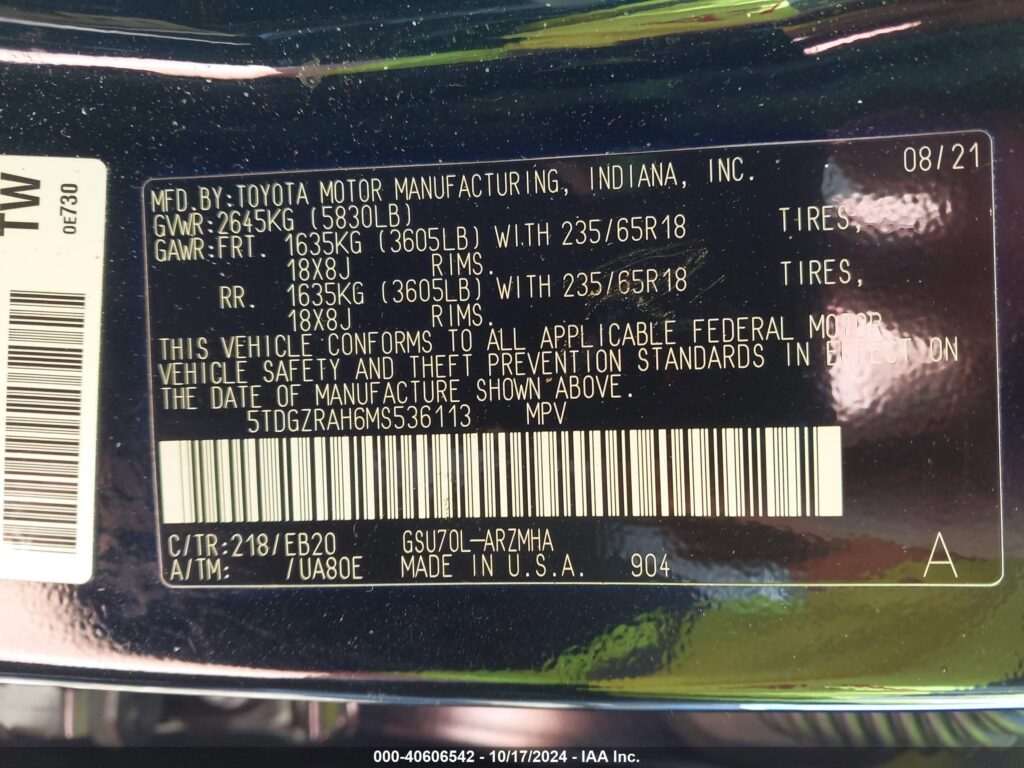 TW
0E730
08/21
MFD.BY:TOYOTA MOTOR MANUFACTURING, INDIANA, INC.
GVWR:2645KG (5830LB)
GAWR:FRT. 1635KG (3605LB) WITH 235/65R18 TIRES,
18X8J RIMS.
RR. 1635KG (3605LB) WITH 235/65R18 TIRES,
18X8J RIMS.
THIS VEHICLE CONFORMS TO ALL APPLICABLE FEDERAL MOTOR
VEHICLE SAFETY AND THEFT PREVENTION STANDARDS IN EFFECT ON
THE DATE OF MANUFACTURE SHOWN ABOVE.
5TDGZRAH6MS536113 MPV
C/TR:218/EB20 GSU70L-ARZMHA
A/TM: /UA80E MADE IN U.S.A. 904 A
000-40606542 - 10/17/2024 - IAA Inc.